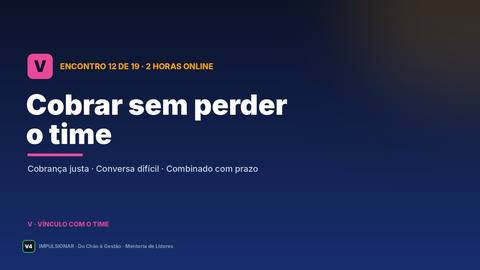 V
ENCONTRO 12 DE 19 · 2 HORAS ONLINE
Cobrar sem perder
o time
Cobrança justa · Conversa difícil · Combinado com prazo
V · VÍNCULO COM O TIME
V4
IMPULSIONAR · Do Chão à Gestão · Mentoria de Líderes